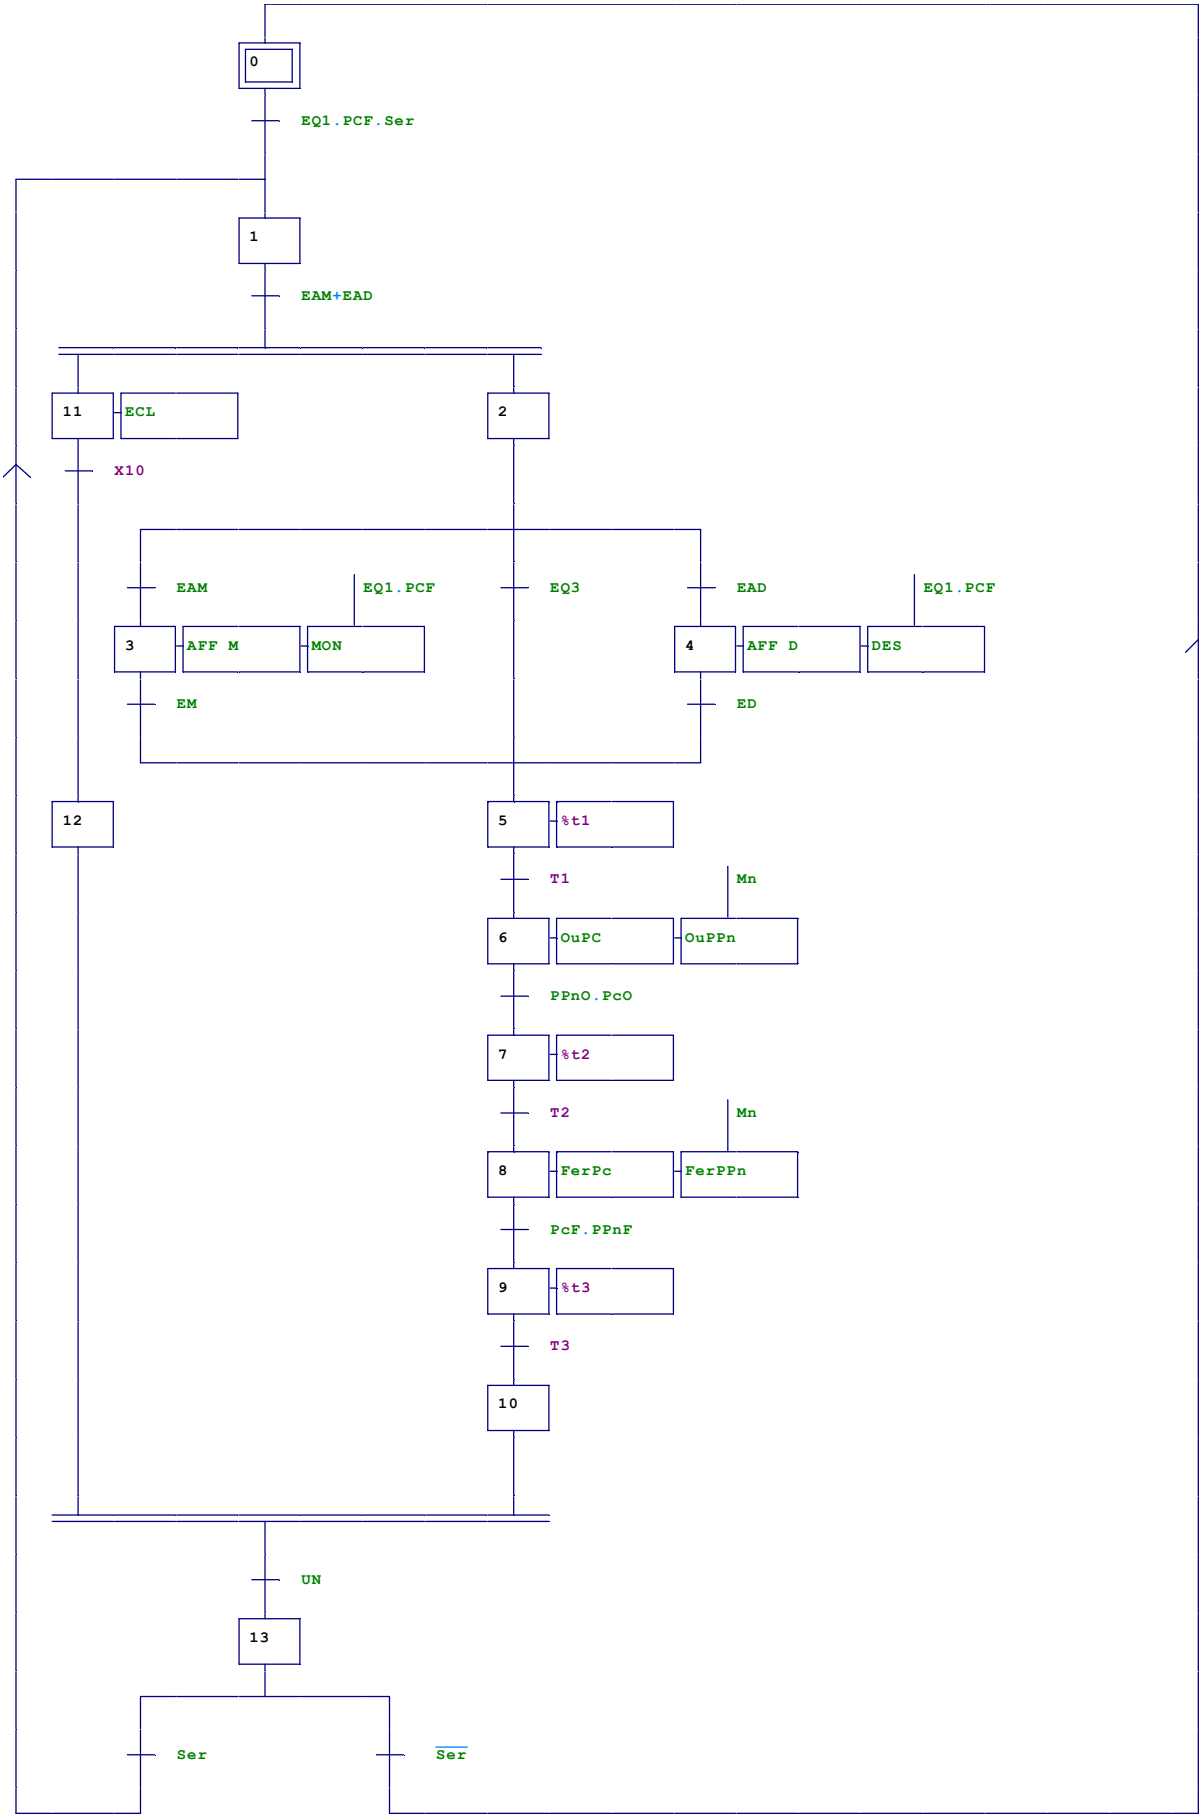 0
EQ1.PCF.Ser
1
EAM+EAD
11 ECL 2
X10
EAM EQ1.PCF EQ3 EAD EQ1.PCF
3 AFF M MON 4 AFF D DES
EM ED
12 5 %t1
T1 Mn
6 OuPC OuPPn
PPnO.PcO
7 %t2
T2 Mn
8 FerPc FerPPn
PcF.PPnF
9 %t3
T3
10
UN
13
Ser S̅e̅r̅